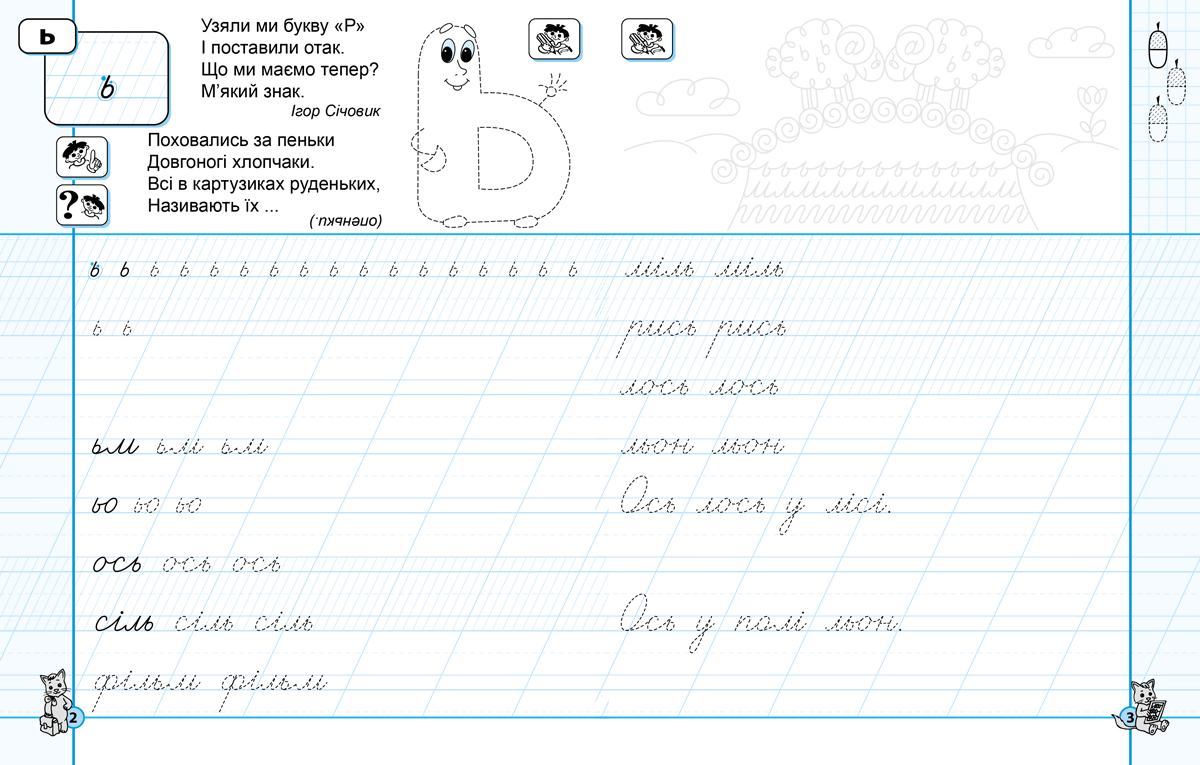 ь
ь
Узяли ми букву «Р»
І поставили отак.
Що ми маємо тепер?
М’який знак.
Ігор Січовик
Поховались за пеньки
Довгоногі хлопчаки.
Всі в картузиках руденьких,
Називають їх ...
(опеньки.)
?
Ь
ь ь ь ь ь ь ь ь ь ь ь ь ь ь ь ь ь
ь ь
ьм ьм ьм
ьо ьо ьо
ось ось ось
сіль сіль сіль
фільм фільм
2
міль міль
рись рись
лось лось
льон льон
Ось лось у лісі.
Ось у полі льон.
3